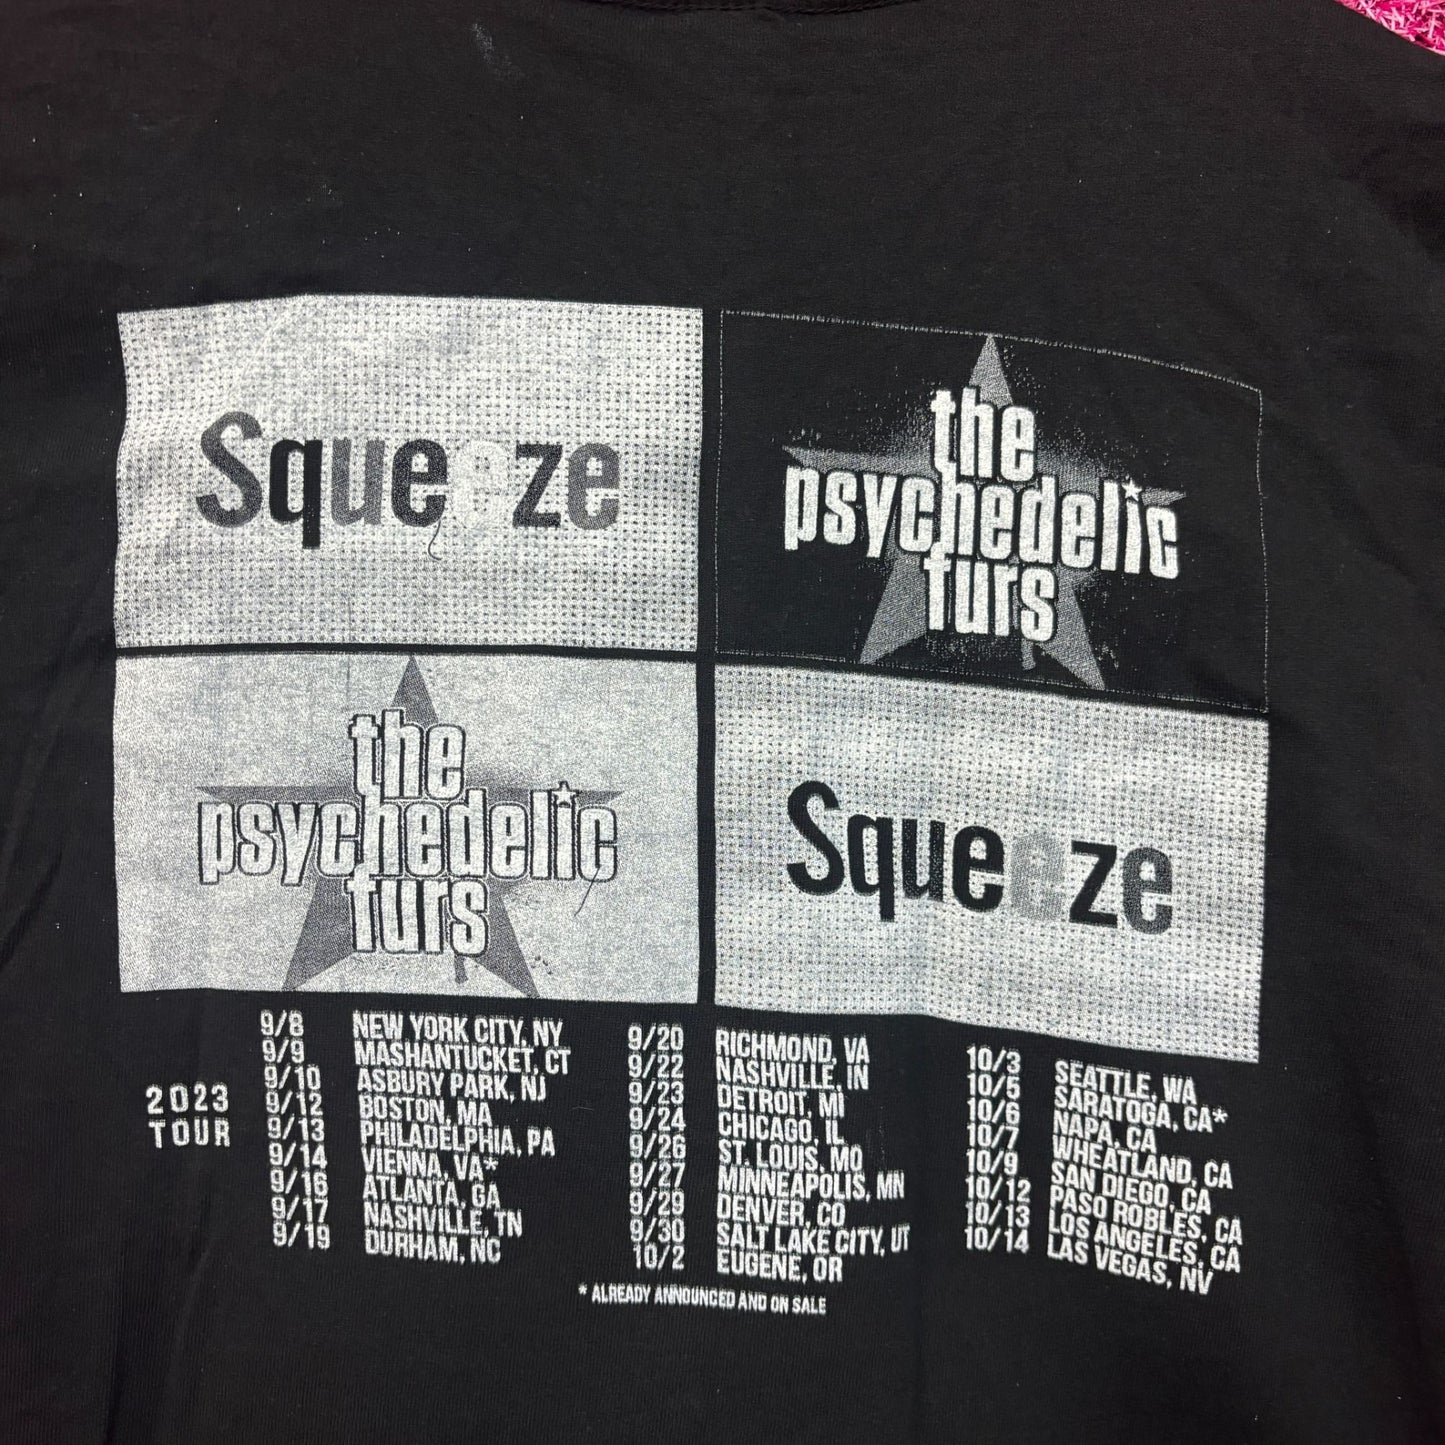 Squeeze
the
psychedelic
furs
the
psychedelic
furs
Squeeze
2023
TOUR
9/8 NEW YORK CITY, NY
9/9 MASHANTUCKET, CT
9/10 ASBURY PARK, NJ
9/12 BOSTON, MA
9/13 PHILADELPHIA, PA
9/14 VIENNA, VA*
9/16 ATLANTA, GA
9/17 NASHVILLE, TN
9/19 DURHAM, NC
9/20 RICHMOND, VA
9/22 NASHVILLE, IN
9/23 DETROIT, MI
9/24 CHICAGO, IL
9/26 ST. LOUIS, MO
9/27 MINNEAPOLIS, MN
9/29 DENVER, CO
9/30 SALT LAKE CITY, UT
10/2 EUGENE, OR
10/3 SEATTLE, WA
10/5 SARATOGA, CA*
10/6 NAPA, CA
10/7 WHEATLAND, CA
10/9 SAN DIEGO, CA
10/12 PASO ROBLES, CA
10/13 LOS ANGELES, CA
10/14 LAS VEGAS, NV
* ALREADY ANNOUNCED AND ON SALE